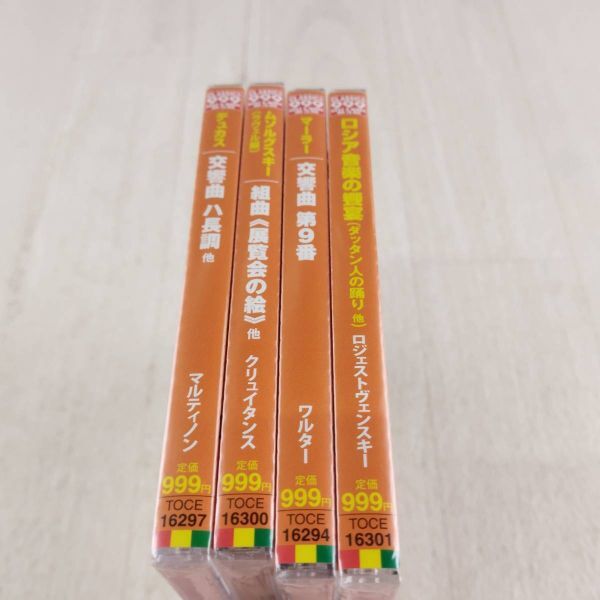 デュカス
交響曲 ハ長調 他
マルティノン
定価
999円
TOCE
16297
ムソルグスキー
(ラヴェル編)
組曲《展覧会の絵》他
クリュイタンス
定価
999円
TOCE
16300
マーラー
交響曲 第9番
ワルター
定価
999円
TOCE
16294
ロシア音楽の饗宴(ダッタン人の踊り 他)
ロジェストヴェンスキー
定価
999円
TOCE
16301